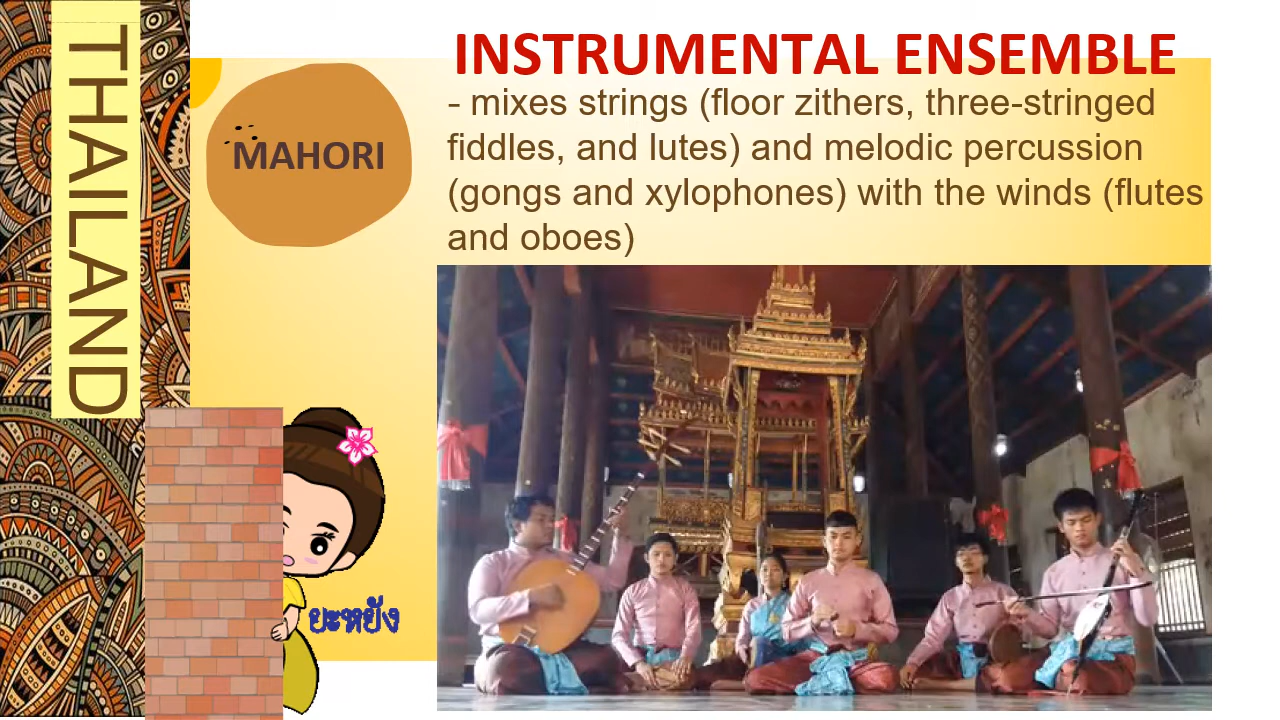 THAILAND
MAHORI
INSTRUMENTAL ENSEMBLE
- mixes strings (floor zithers, three-stringed
fiddles, and lutes) and melodic percussion
(gongs and xylophones) with the winds (flutes
and oboes)
ยะหยัง